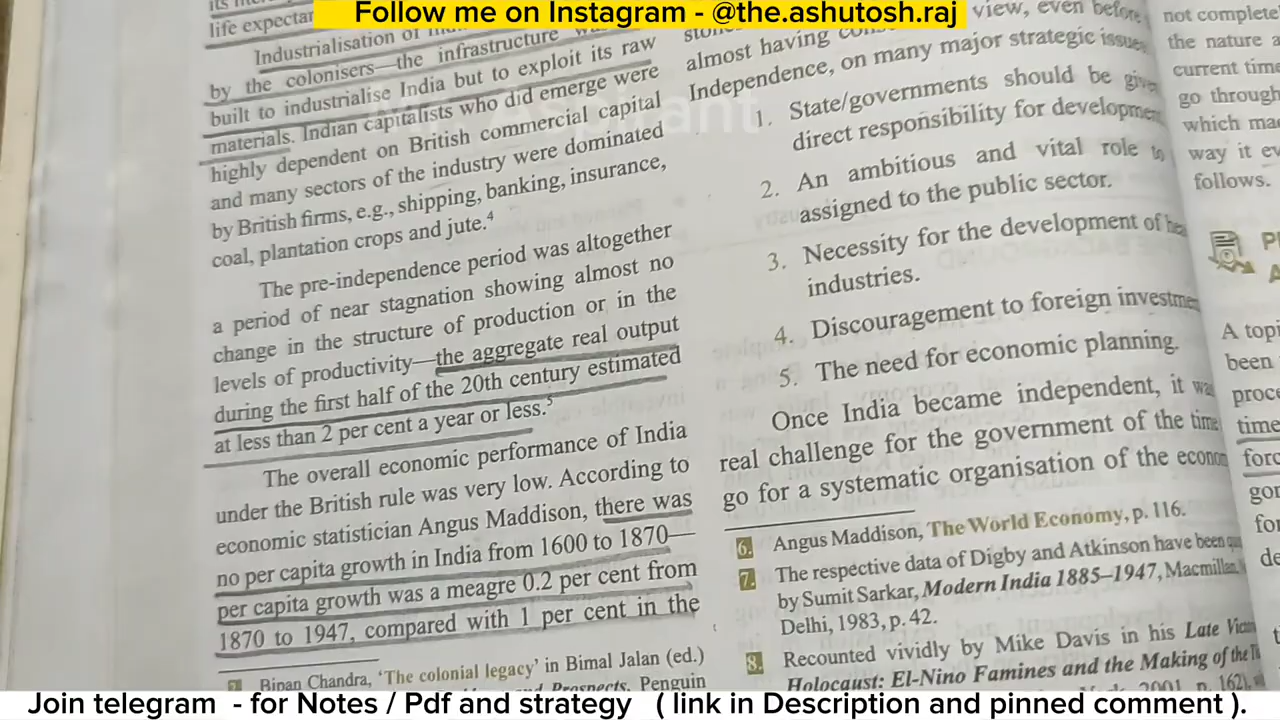 Follow me on Instagram - @the.ashutosh.raj
life
Industrialisation of
by the colonisers—the infrastructure
built to industrialise India but to exploit its raw
materials. Indian capitalists who did emerge were
highly dependent on British commercial capital
and many sectors of the industry were dominated
by British firms, e.g., shipping, banking, insurance,
coal, plantation crops and jute.4
The pre-independence period was altogether
a period of near stagnation showing almost no
change in the structure of production or in the
levels of productivity—the aggregate real output
during the first half of the 20th century estimated
at less than 2 per cent a year or less.5
The overall economic performance of India
under the British rule was very low. According to
economic statistician Angus Maddison, there was
no per capita growth in India from 1600 to 1870—
per capita growth was a meagre 0.2 per cent from
1870 to 1947, compared with 1 per cent in the
Bipan Chandra, 'The colonial legacy' in Bimal Jalan (ed.)
Prospects, Penguin
view, even before
almost having
Independence, on many major strategic issues
1. State/governments should be
direct responsibility for
2. An ambitious and vital role to
assigned to the public sector.
3. Necessity for the development of
industries.
4. Discouragement to foreign
5. The need for economic planning.
Once India became independent, it
real challenge for the government of the time
go for a systematic organisation of the
6. Angus Maddison, The World Economy, p. 116.
7. The respective data of Digby and Atkinson have been
by Sumit Sarkar, Modern India 1885–1947, Macmillan,
Delhi, 1983, p. 42.
8. Recounted vividly by Mike Davis in his Late
Holocaust: El-Nino Famines and the Making of the
2001, p. 162),
not complete
the nature
current time
go through
which
way it
follows.
A
been
time
Aspirant
Join telegram - for Notes / Pdf and strategy ( link in Description and pinned comment ).